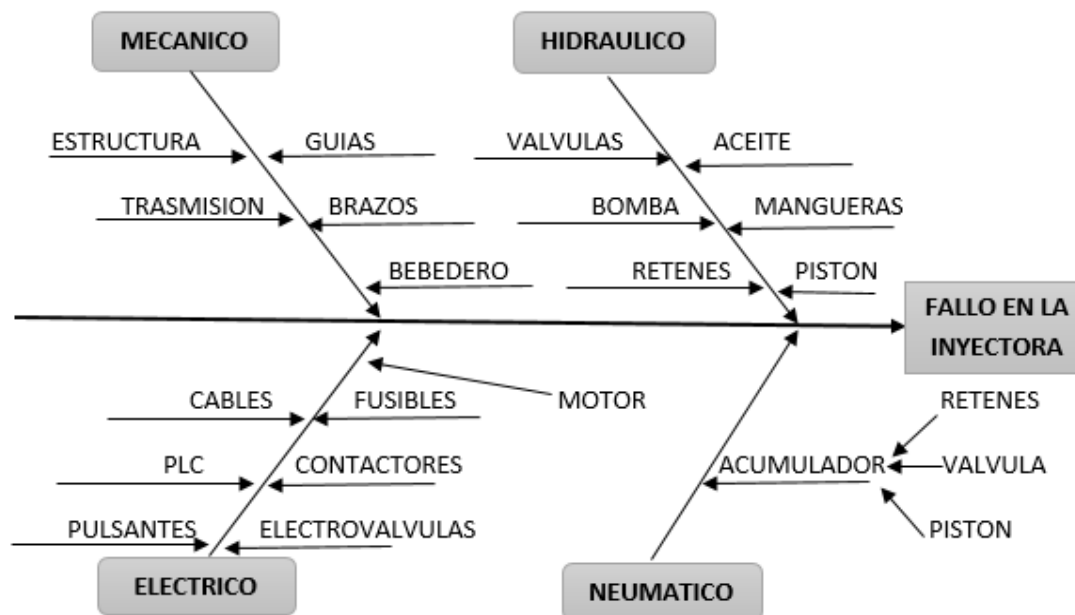 MECANICO
HIDRAULICO
ESTRUCTURA
GUIAS
VALVULAS
ACEITE
TRASMISION
BRAZOS
BOMBA
MANGUERAS
BEBEDERO
RETENES
PISTON
FALLO EN LA
INYECTORA
CABLES
FUSIBLES
MOTOR
RETENES
PLC
CONTACTORES
ACUMULADOR
VALVULA
PULSANTES
ELECTROVALVULAS
PISTON
ELECTRICO
NEUMATICO